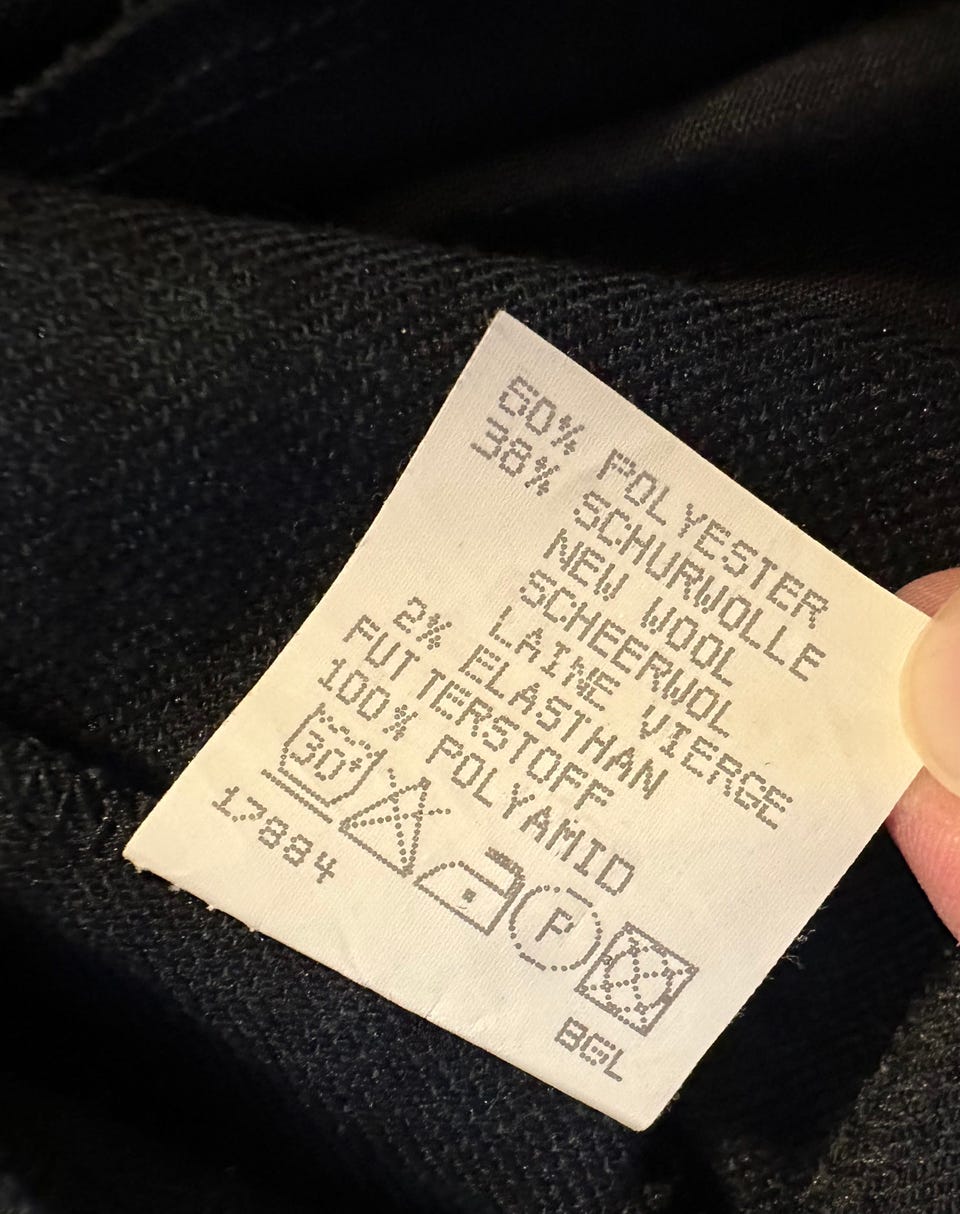 60% POLYESTER
38% SCHURWOLLE
NEW WOOL
SCHEERWOL
LAINE VIERGE
2% ELASTHAN
FUTTERSTOFF
100% POLYAMID
30°
P
17884
BGL